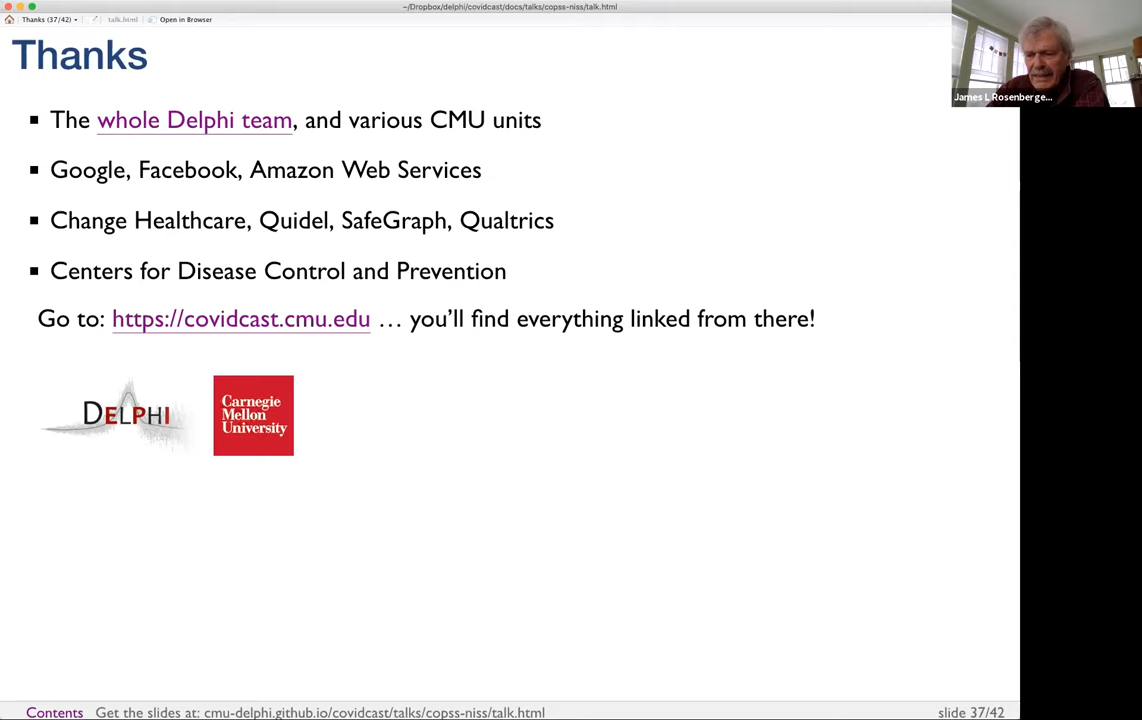 ~/Dropbox/delphi/covidcast/docs/talks/copss-niss/talk.html
Thanks (37/42) talk.html Open in Browser
Thanks
The whole Delphi team, and various CMU units
Google, Facebook, Amazon Web Services
Change Healthcare, Quidel, SafeGraph, Qualtrics
Centers for Disease Control and Prevention
Go to: https://covidcast.cmu.edu … you’ll find everything linked from there!
DELPHI
Carnegie
Mellon
University
James L Rosenberge...
Contents Get the slides at: cmu-delphi.github.io/covidcast/talks/copss-niss/talk.html slide 37/42